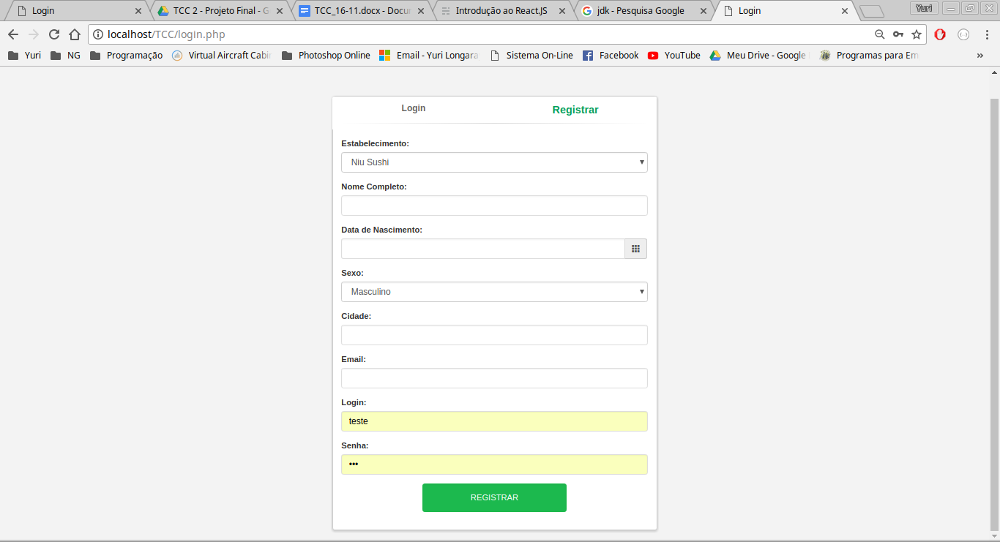 Login
TCC 2 - Projeto Final - G
TCC_16-11.docx - Docu
Introdução ao React.JS
jdk - Pesquisa Google
Login
Yuri
localhost/TCC/login.php
Yuri
NG
Programação
Virtual Aircraft Cabi
Photoshop Online
Email - Yuri Longara
Sistema On-Line
Facebook
YouTube
Meu Drive - Google
Programas para Em
»
Login
Registrar
Estabelecimento:
Niu Sushi
Nome Completo:
Data de Nascimento:
Sexo:
Masculino
Cidade:
Email:
Login:
teste
Senha:
•••
REGISTRAR